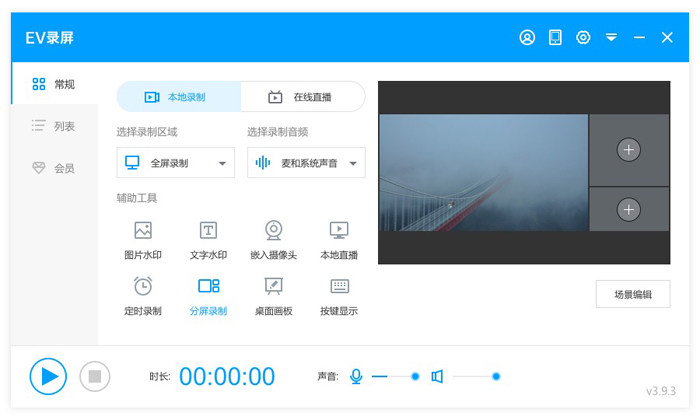 EV录屏
常规
列表
会员
本地录制
在线直播
选择录制区域
选择录制音频
全屏录制
麦和系统声音
辅助工具
图片水印
文字水印
嵌入摄像头
本地直播
定时录制
分屏录制
桌面画板
按键显示
场景编辑
时长:
00:00:00
声音:
v3.9.3